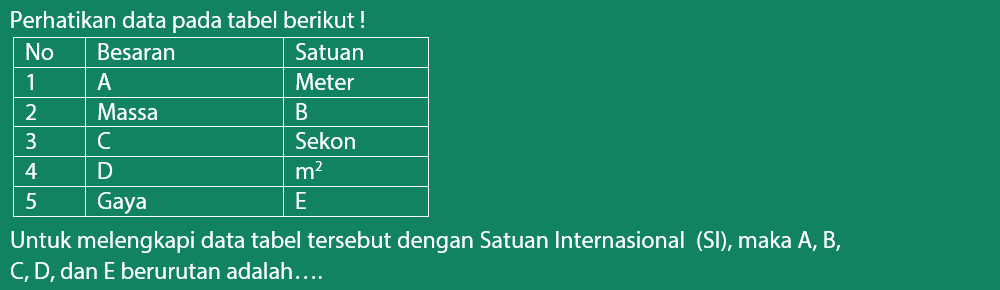 Perhatikan data pada tabel berikut !
No Besaran Satuan
1 A Meter
2 Massa B
3 C Sekon
4 D m²
5 Gaya E
Untuk melengkapi data tabel tersebut dengan Satuan Internasional (SI), maka A, B,
C, D, dan E berurutan adalah….